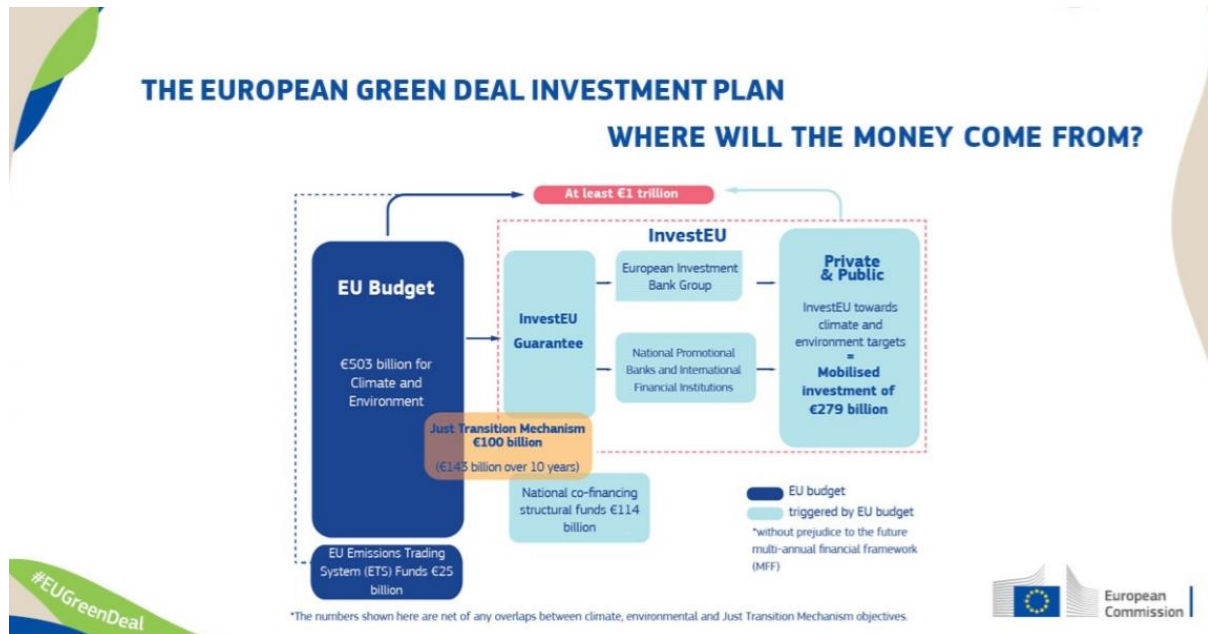 THE EUROPEAN GREEN DEAL INVESTMENT PLAN
WHERE WILL THE MONEY COME FROM?
At least €1 trillion
EU Budget
€503 billion for
Climate and
Environment
InvestEU
InvestEU
Guarantee
European Investment
Bank Group
National Promotional
Banks and International
Financial Institutions
Private
& Public
InvestEU towards
climate and
environment targets
=
Mobilised
investment of
€279 billion
Just Transition Mechanism
€100 billion
(€143 billion over 10 years)
National co-financing
structural funds €114
billion
EU Emissions Trading
System (ETS) Funds €25
billion
EU budget
triggered by EU budget
*without prejudice to the future
multi-annual financial framework
(MFF)
*The numbers shown here are net of any overlaps between climate, environmental and Just Transition Mechanism objectives.
#EUGreenDeal
European
Commission